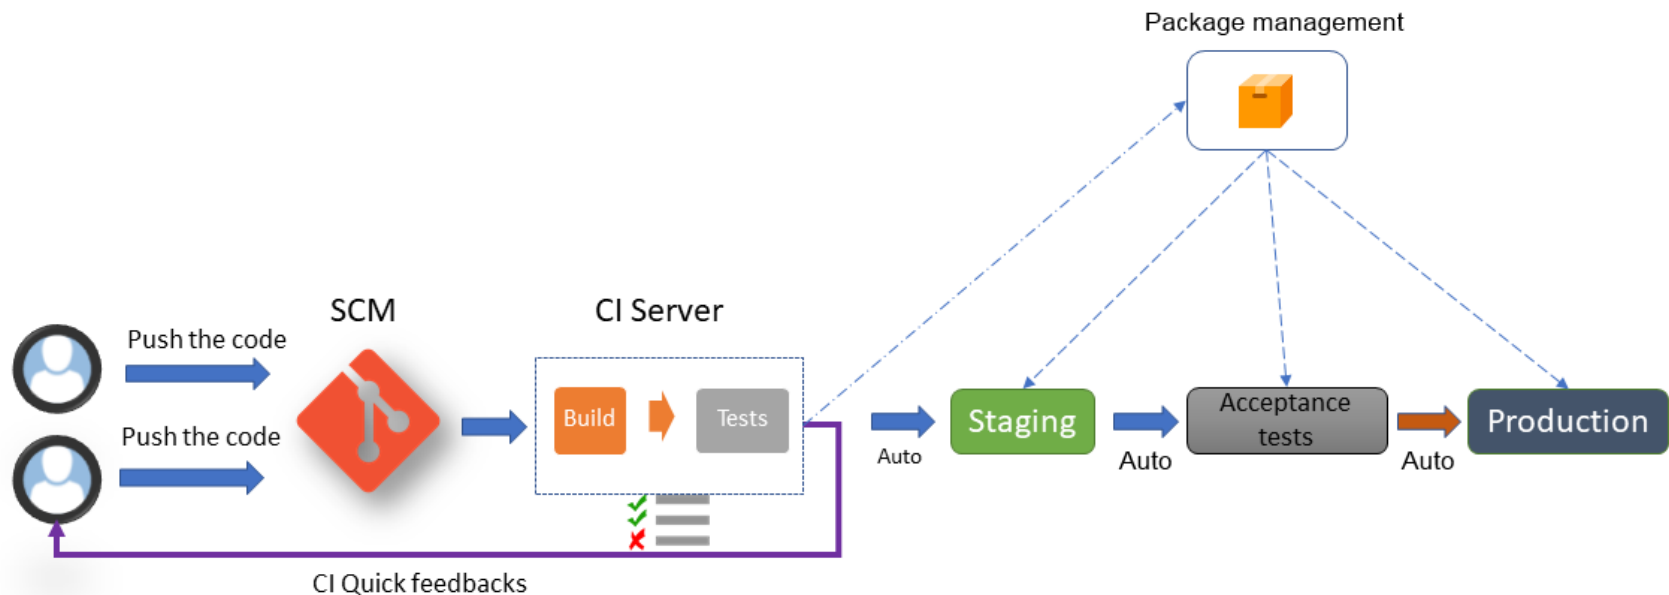 Package management
SCM
CI Server
Push the code
Push the code
Build
Tests
Staging
Acceptance
tests
Production
Auto
Auto
Auto
CI Quick feedbacks